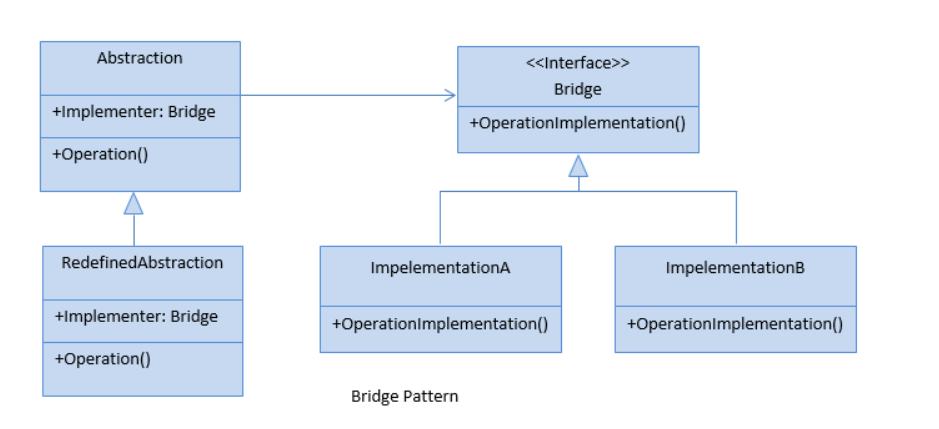 Abstraction
+Implementer: Bridge
+Operation()
<<Interface>>
Bridge
+OperationImplementation()
RedefinedAbstraction
+Implementer: Bridge
+Operation()
ImpelementationA
+OperationImplementation()
ImpelementationB
+OperationImplementation()
Bridge Pattern